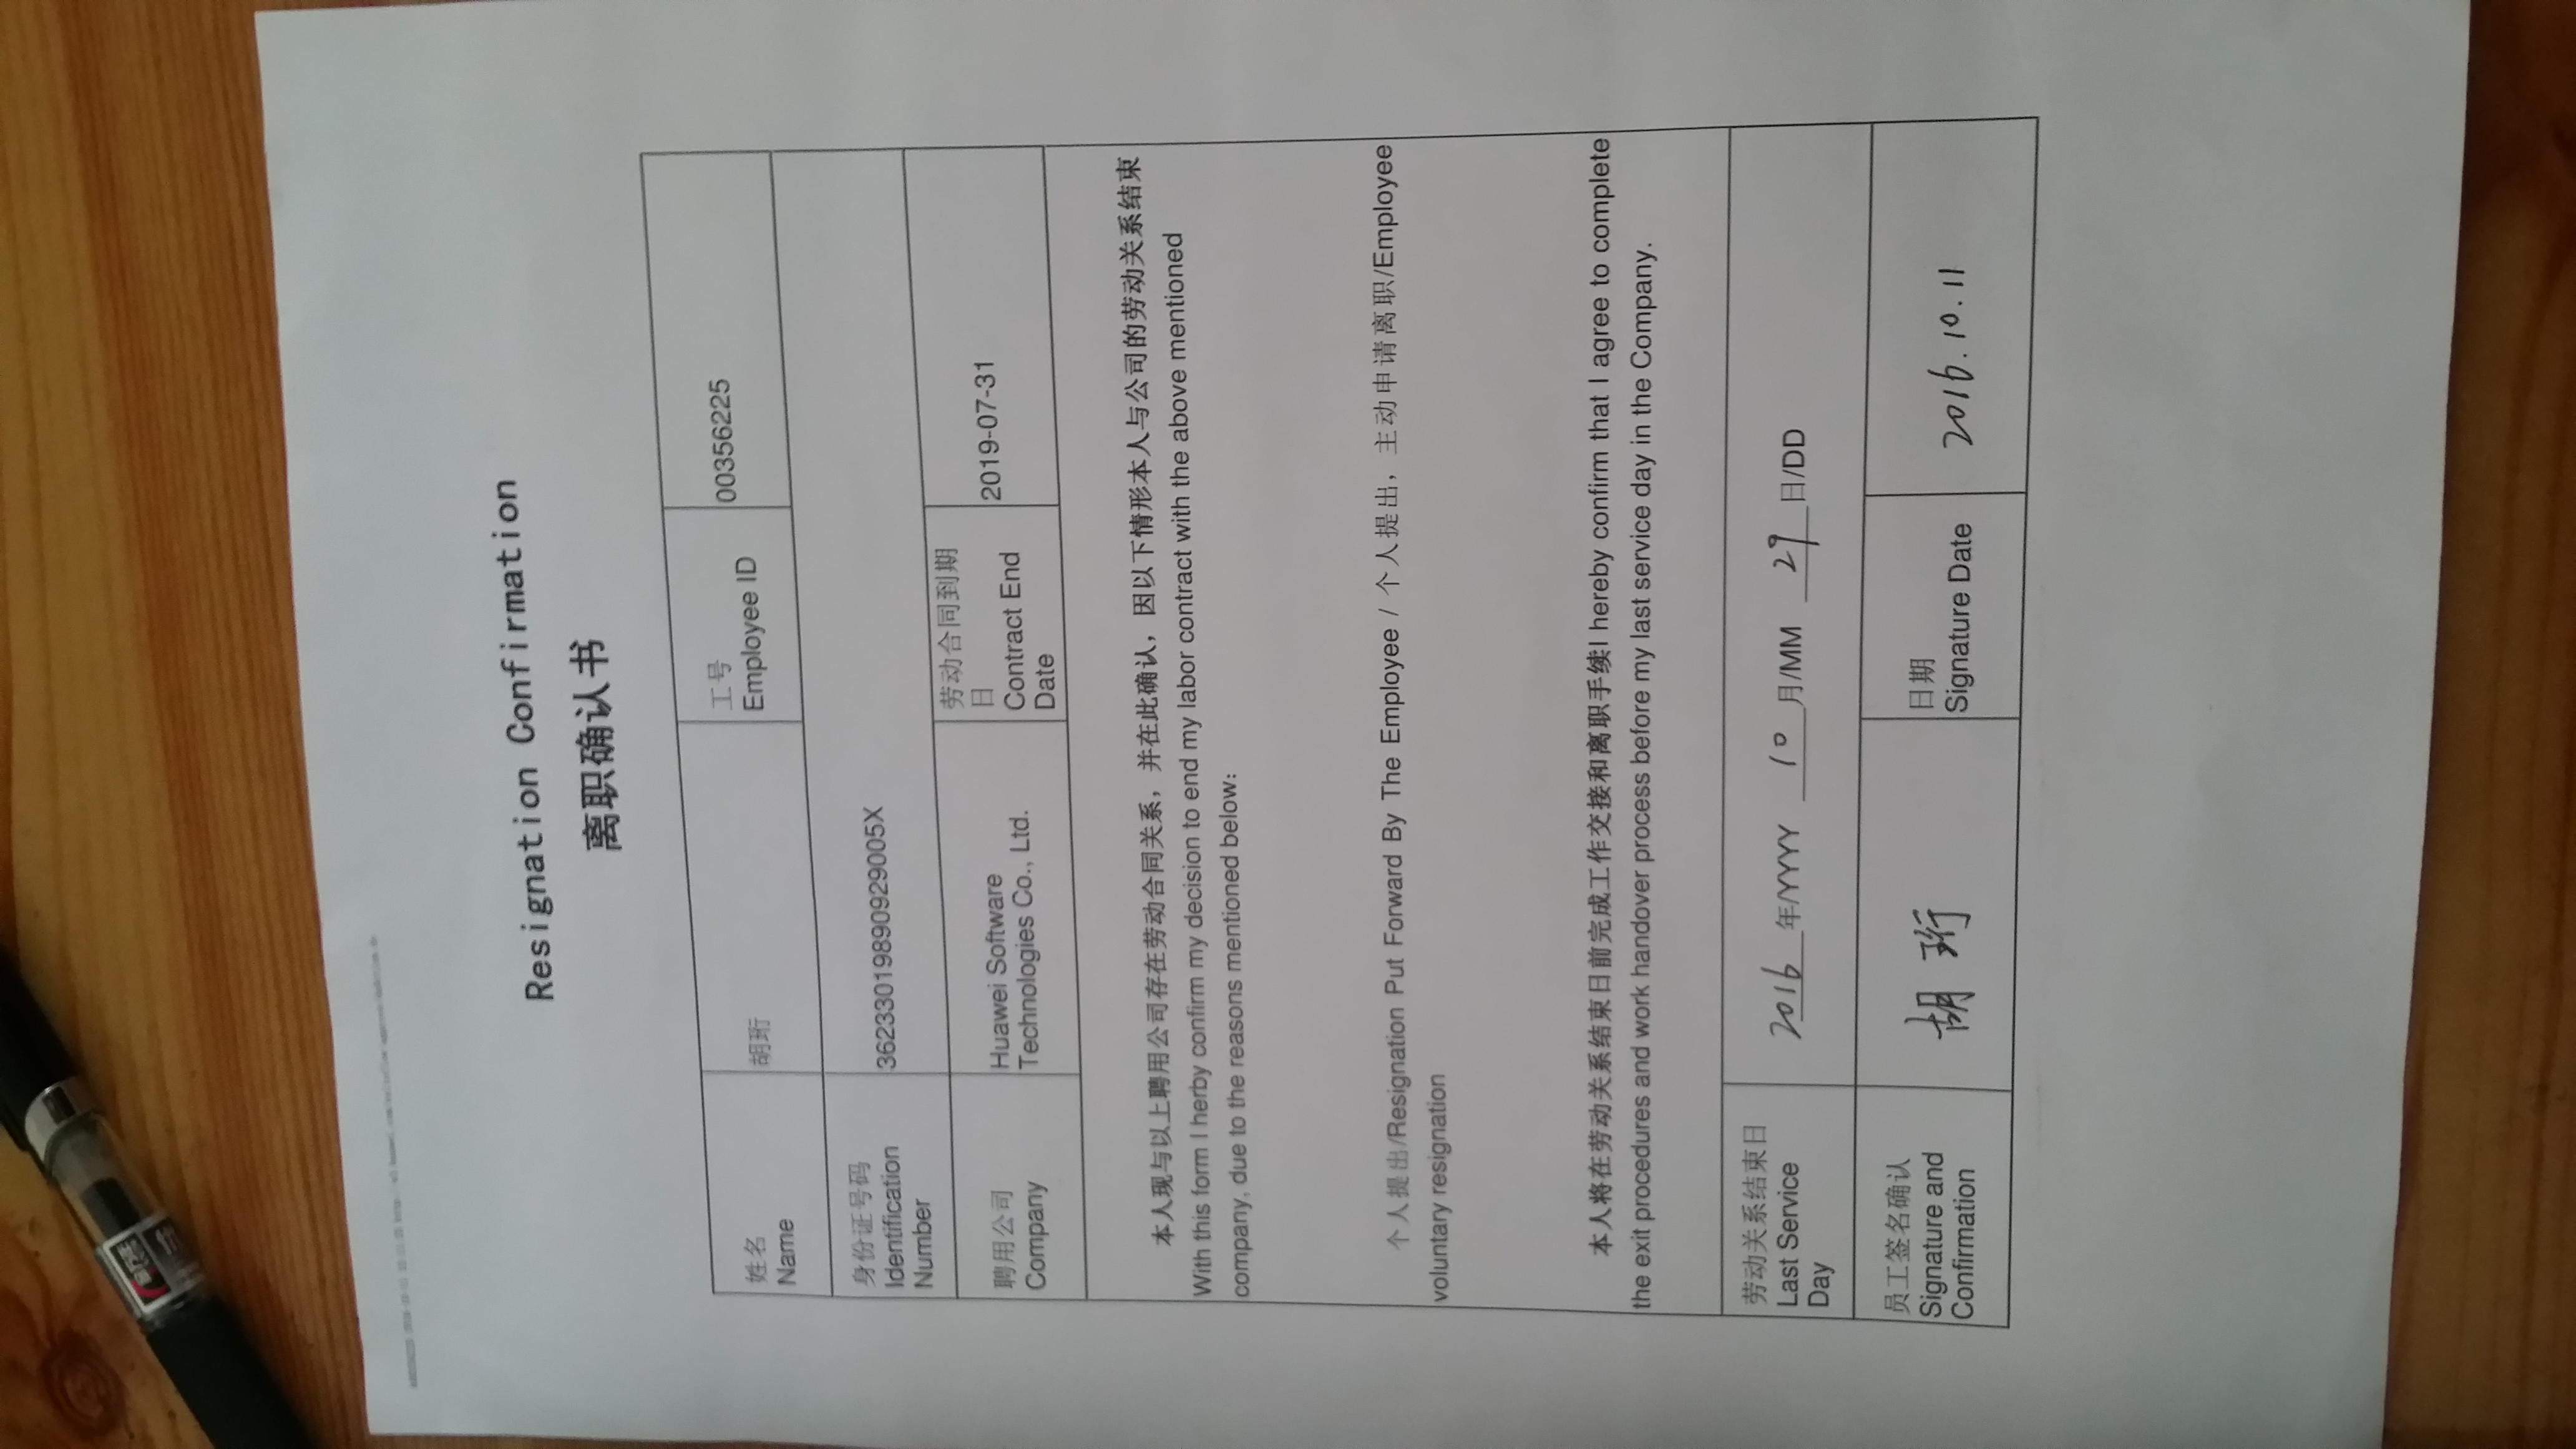 Resignation Confirmation
离职确认书
姓名
Name
胡珩
工号
Employee ID
00356225
身份证号码
Identification
Number
36233019890929005X
聘用公司
Company
Huawei Software
Technologies Co., Ltd.
劳动合同到期
日
Contract End
Date
2019-07-31
本人现与以上聘用公司存在劳动合同关系，并在此确认，因以下情形本人与公司的劳动关系结束
With this form I herby confirm my decision to end my labor contract with the above mentioned
company, due to the reasons mentioned below:
个人提出/Resignation Put Forward By The Employee / 个人提出，主动申请离职/Employee
voluntary resignation
本人将在劳动关系结束日前完成工作交接和离职手续I hereby confirm that I agree to complete
the exit procedures and work handover process before my last service day in the Company.
劳动关系结束日
Last Service
Day
2016 年/YYYY 10 月/MM 29 日/DD
员工签名确认
Signature and
Confirmation
胡珩
日期
Signature Date
2016.10.11